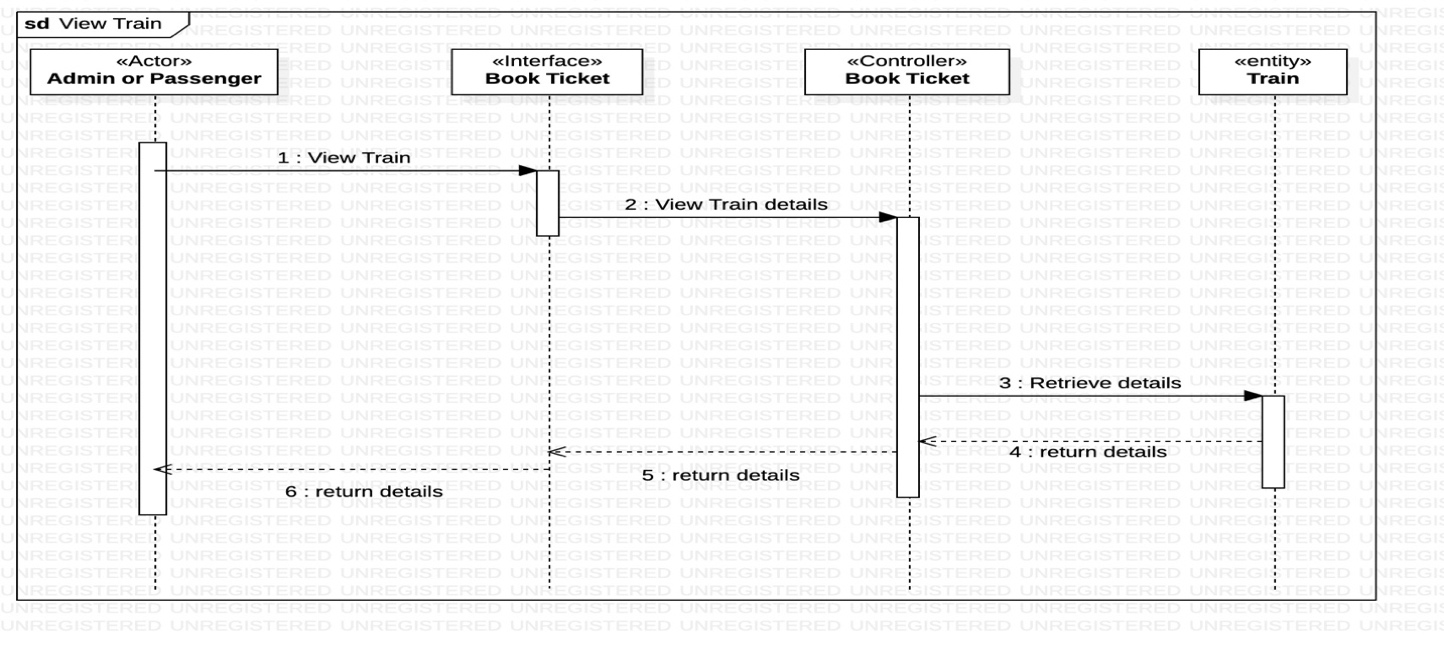 sd View Train
«Actor»
Admin or Passenger
«Interface»
Book Ticket
«Controller»
Book Ticket
«entity»
Train
1 : View Train
2 : View Train details
3 : Retrieve details
4 : return details
5 : return details
6 : return details
UNREGISTERED